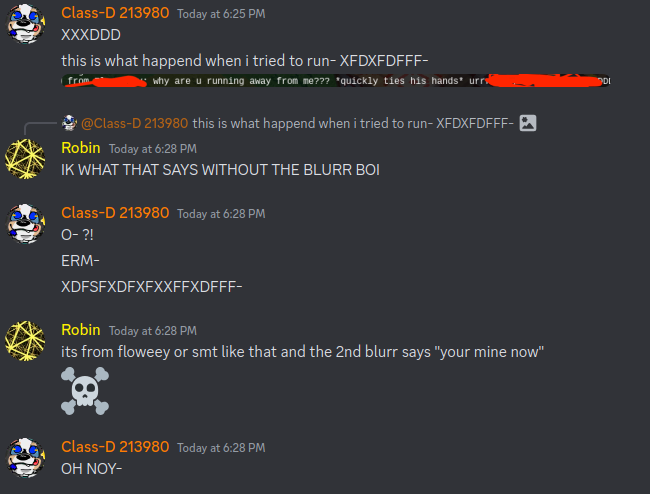 Class-D 213980 Today at 6:25 PM
XXXDDD
this is what happend when i tried to run- XFDXFDFFF-
from : why are u running away from me??? *quickly ties his hands* urr
@Class-D 213980 this is what happend when i tried to run- XFDXFDFFF-
Robin Today at 6:28 PM
IK WHAT THAT SAYS WITHOUT THE BLURR BOI
Class-D 213980 Today at 6:28 PM
O- ?!
ERM-
XDFSFXDFXFXXFFXDFFF-
Robin Today at 6:28 PM
its from floweey or smt like that and the 2nd blurr says "your mine now"
Class-D 213980 Today at 6:28 PM
OH NOY-